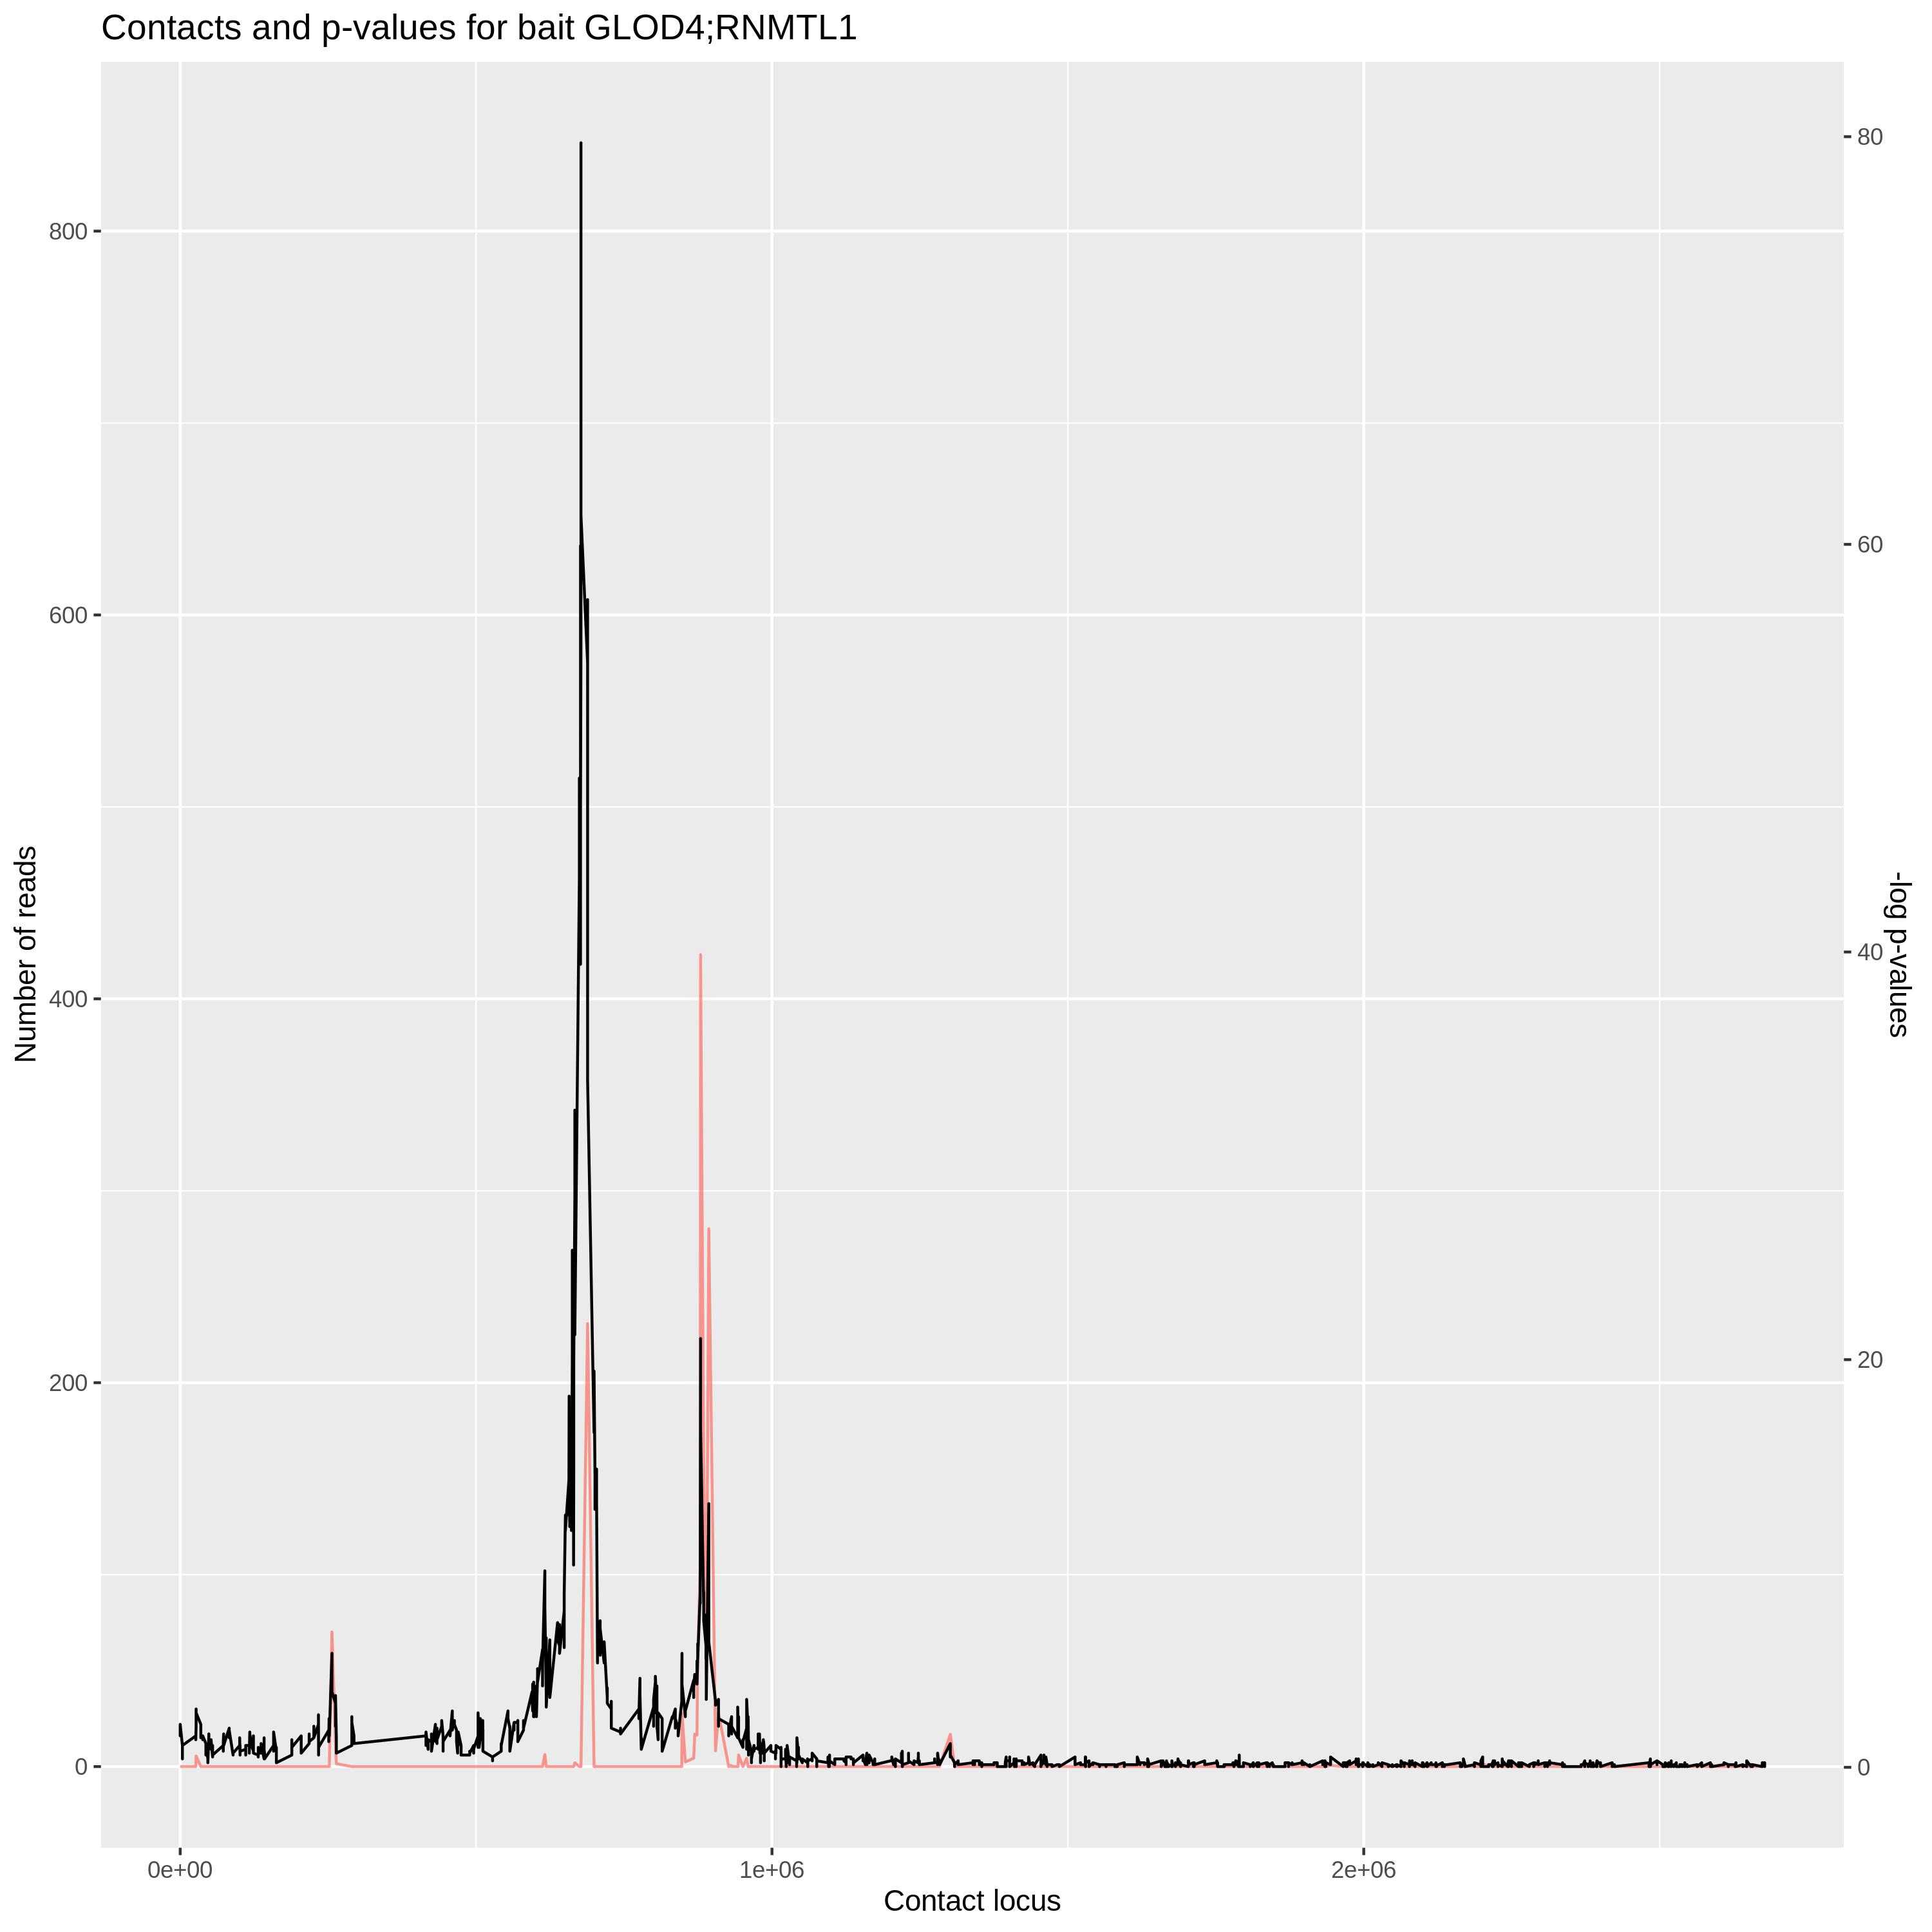 Contacts and p-values for bait GLOD4;RNMTL1
Number of reads
800
600
400
200
0
80
60
40
20
0
-log p-values
0e+00
1e+06
2e+06
Contact locus